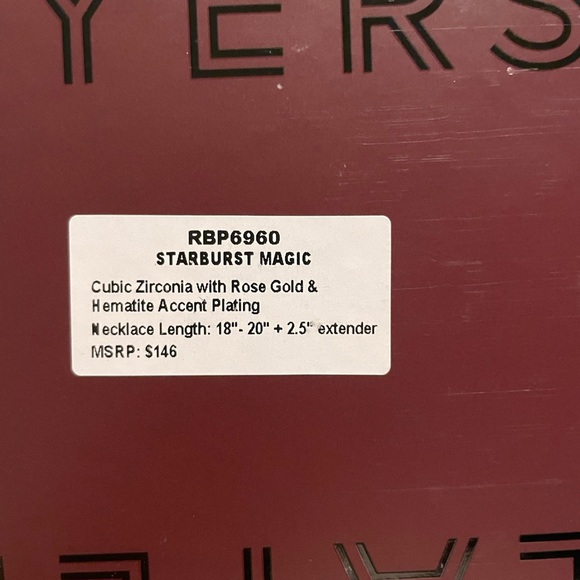 YERS
RBP6960
STARBURST MAGIC
Cubic Zirconia with Rose Gold &
Hematite Accent Plating
Necklace Length: 18"- 20" + 2.5" extender
MSRP: $146